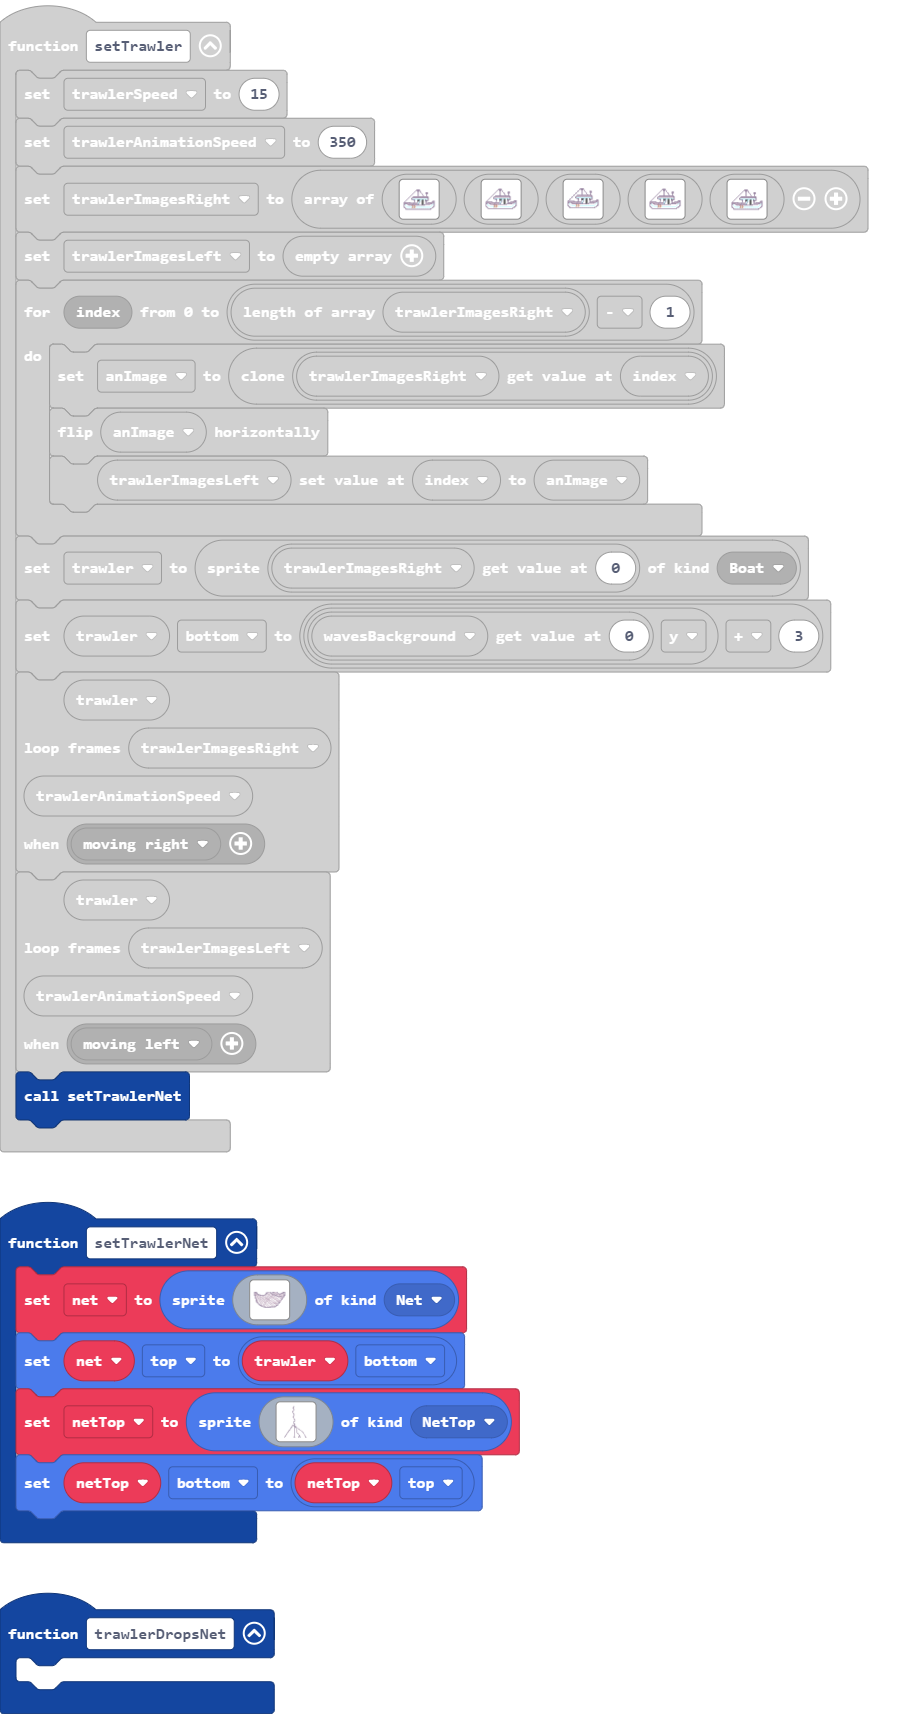 function setTrawler
set trawlerSpeed to 15
set trawlerAnimationSpeed to 350
set trawlerImagesRight to array of
set trawlerImagesLeft to empty array
for index from 0 to length of array trawlerImagesRight - 1
do
set anImage to clone trawlerImagesRight get value at index
flip anImage horizontally
trawlerImagesLeft set value at index to anImage
set trawler to sprite trawlerImagesRight get value at 0 of kind Boat
set trawler bottom to wavesBackground get value at 0 y + 3
trawler
loop frames trawlerImagesRight
trawlerAnimationSpeed
when moving right
trawler
loop frames trawlerImagesLeft
trawlerAnimationSpeed
when moving left
call setTrawlerNet
function setTrawlerNet
set net to sprite of kind Net
set net top to trawler bottom
set netTop to sprite of kind NetTop
set netTop bottom to netTop top
function trawlerDropsNet